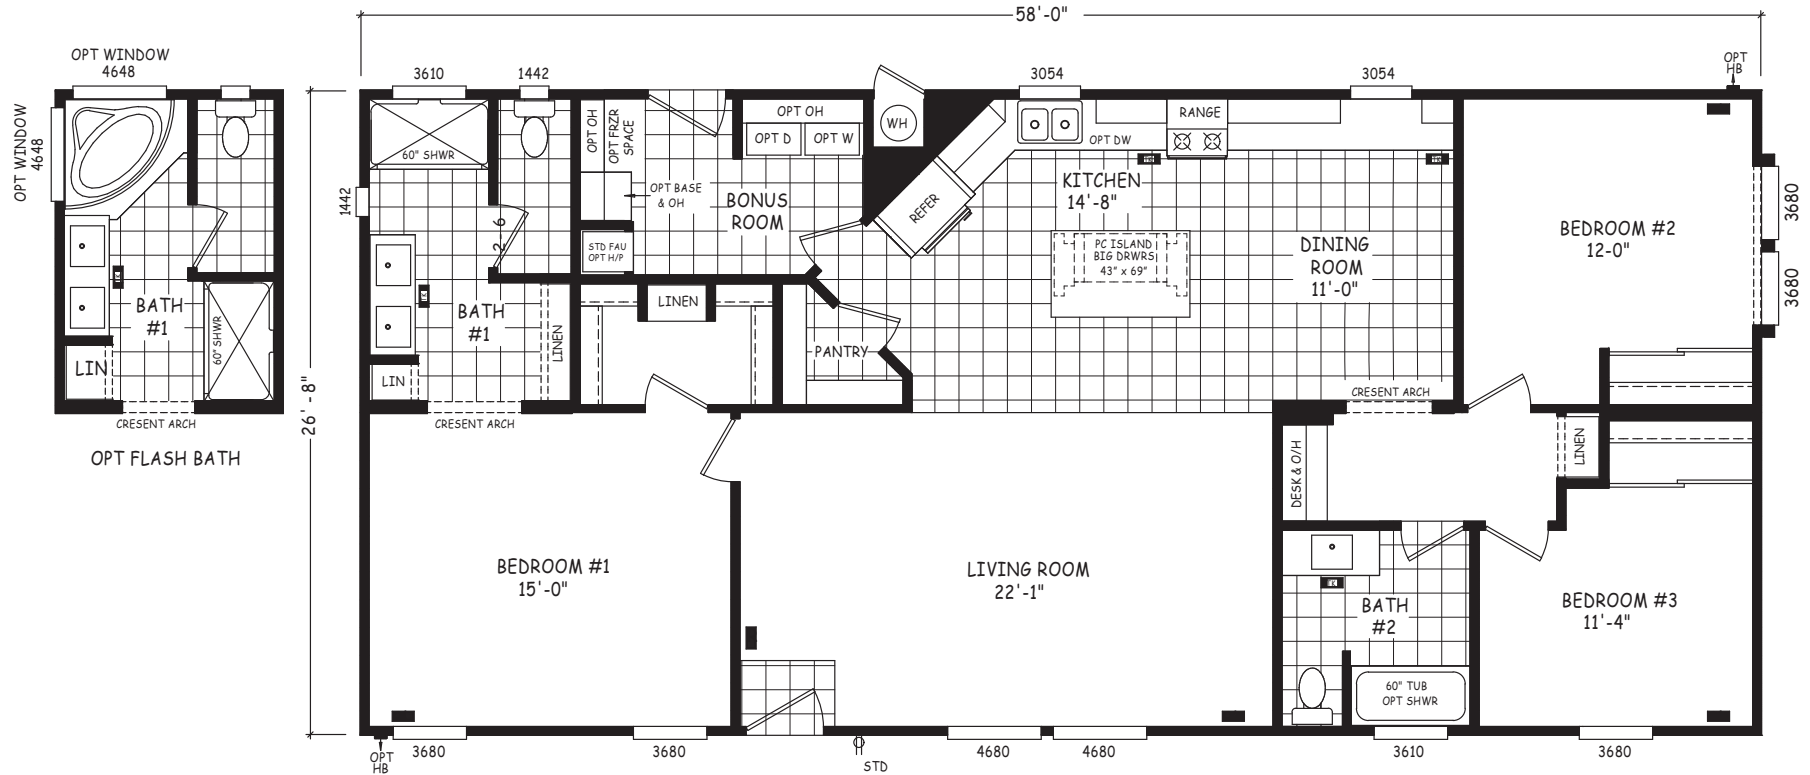 58'-0"
OPT WINDOW
4648
OPT WINDOW
4648
BATH
#1
60" SHWR
LIN
CRESENT ARCH
OPT FLASH BATH
26'-8"
3610
1442
3054
3054
OPT
HB
1442
60" SHWR
2-6
OPT OH
OPT FRZR
SPACE
OPT BASE
& OH
STD FAU
OPT H/P
OPT OH
OPT D
OPT W
BONUS
ROOM
WH
REFER
OPT DW
RANGE
KITCHEN
14'-8"
PC ISLAND
BIG DRWRS
43" x 69"
DINING
ROOM
11'-0"
BEDROOM #2
12-0"
3680
3680
BATH
#1
LINEN
LIN
CRESENT ARCH
LINEN
PANTRY
CRESENT ARCH
DESK & O/H
LINEN
BEDROOM #1
15'-0"
LIVING ROOM
22'-1"
BATH
#2
60" TUB
OPT SHWR
BEDROOM #3
11'-4"
OPT
HB
3680
3680
STD
4680
4680
3610
3680